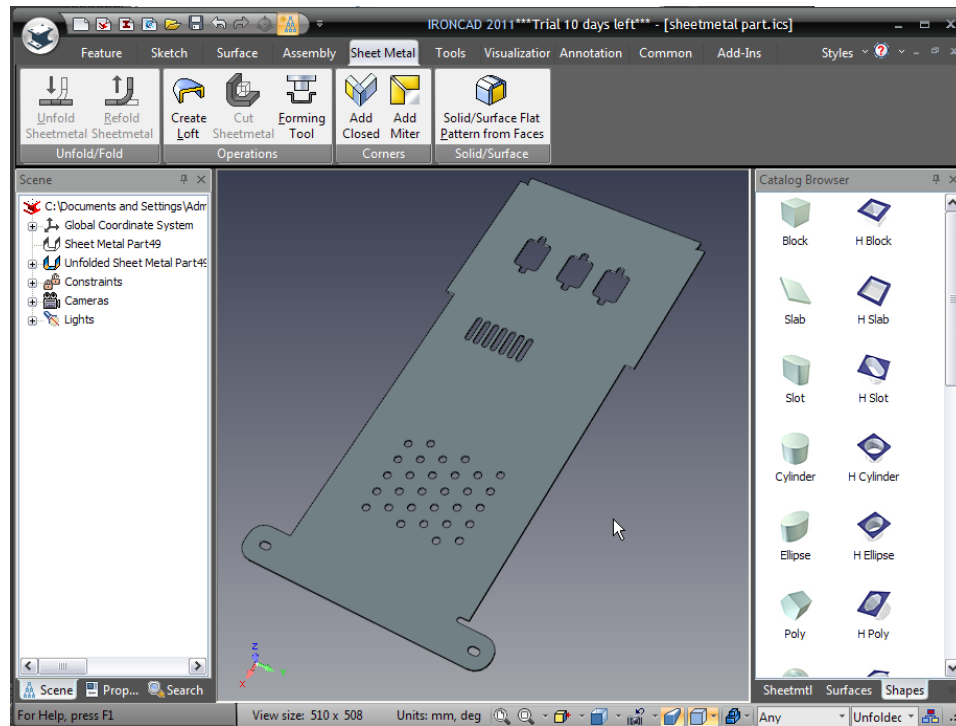 IRONCAD 2011***Trial 10 days left*** - [sheetmetal part.ics]
Feature Sketch Surface Assembly Sheet Metal Tools Visualization Annotation Common Add-Ins Styles
Unfold Sheetmetal
Refold Sheetmetal
Create Loft
Cut Sheetmetal
Forming Tool
Add Closed
Add Miter
Solid/Surface Flat Pattern from Faces
Unfold/Fold Operations Corners Solid/Surface
Scene
C:\Documents and Settings\Adm
Global Coordinate System
Sheet Metal Part49
Unfolded Sheet Metal Part49
Constraints
Cameras
Lights
Z
X
Catalog Browser
Block H Block
Slab H Slab
Slot H Slot
Cylinder H Cylinder
Ellipse H Ellipse
Poly H Poly
Scene Prop... Search
Sheetmtl Surfaces Shapes
For Help, press F1 View size: 510 x 508 Units: mm, deg Any Unfolded